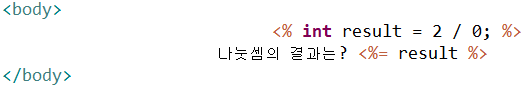 <body>
<% int result = 2 / 0; %>
나눗셈의 결과는? <%= result %>
</body>